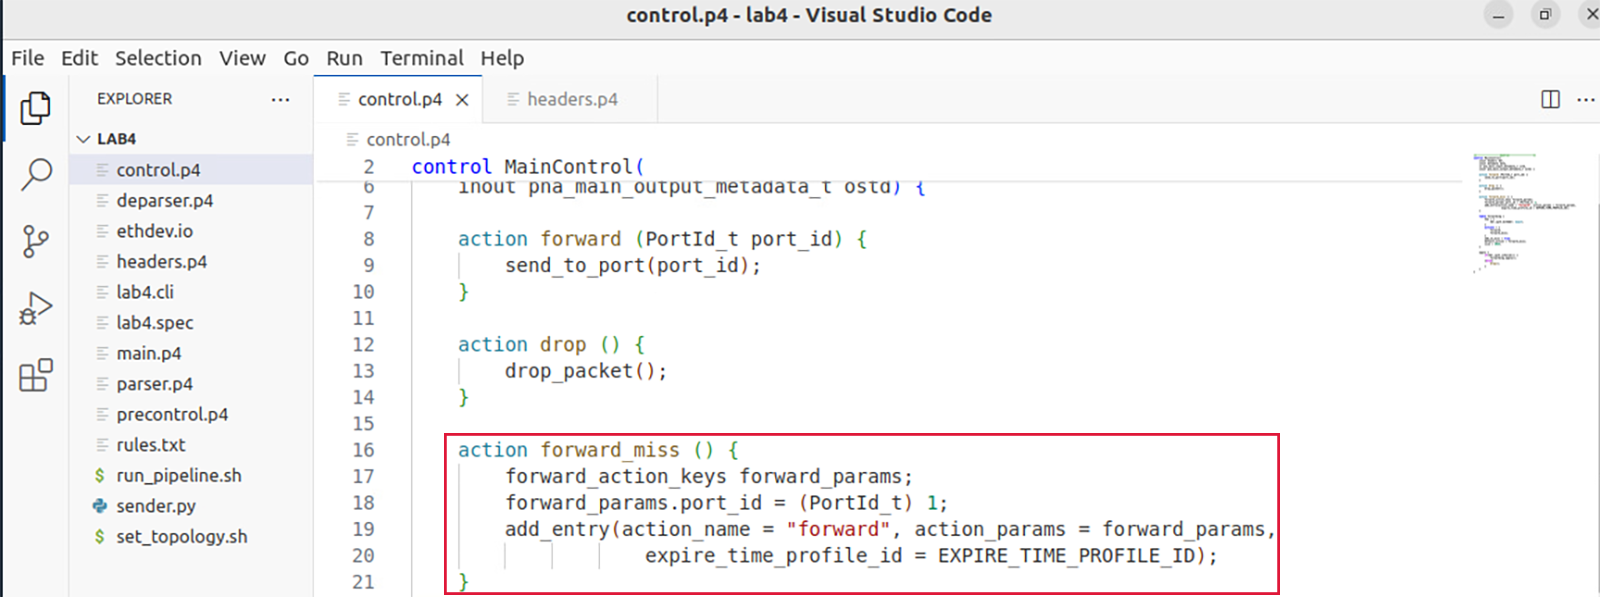 control.p4 - lab4 - Visual Studio Code
File Edit Selection View Go Run Terminal Help
EXPLORER ...
LAB4
control.p4
deparser.p4
ethdev.io
headers.p4
lab4.cli
lab4.spec
main.p4
parser.p4
precontrol.p4
rules.txt
$ run_pipeline.sh
sender.py
$ set_topology.sh
control.p4 headers.p4 ...
control.p4
2 control MainControl(
6 inout pna_main_output_metadata_t ostd) {
7
8 action forward (PortId_t port_id) {
9 send_to_port(port_id);
10 }
11
12 action drop () {
13 drop_packet();
14 }
15
16 action forward_miss () {
17 forward_action_keys forward_params;
18 forward_params.port_id = (PortId_t) 1;
19 add_entry(action_name = "forward", action_params = forward_params,
20 expire_time_profile_id = EXPIRE_TIME_PROFILE_ID);
21 }